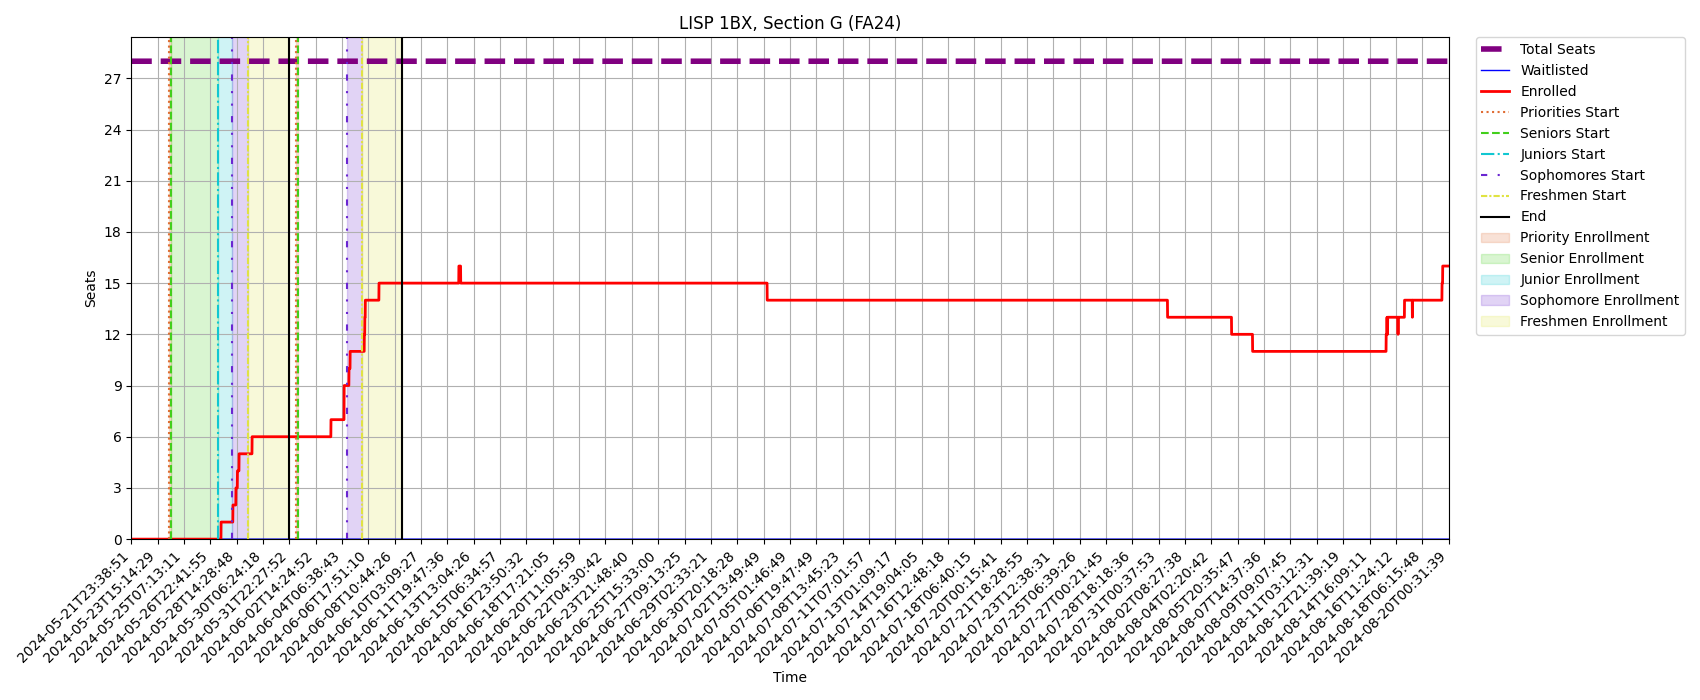 LISP 1BX, Section G (FA24)
Seats
27
24
21
18
15
12
9
6
3
0
2024-05-21T23:38:51
2024-05-23T15:14:29
2024-05-25T07:13:11
2024-05-26T22:41:55
2024-05-28T14:28:48
2024-05-30T06:24:18
2024-05-31T22:27:52
2024-06-02T14:24:52
2024-06-04T06:38:43
2024-06-06T17:51:10
2024-06-08T10:44:26
2024-06-10T03:09:27
2024-06-11T19:47:36
2024-06-13T13:04:26
2024-06-15T06:34:57
2024-06-16T23:50:32
2024-06-18T17:21:05
2024-06-20T11:05:59
2024-06-22T04:30:42
2024-06-23T21:48:40
2024-06-25T15:33:00
2024-06-27T09:13:25
2024-06-29T02:33:21
2024-06-30T20:18:28
2024-07-02T13:49:49
2024-07-05T01:46:49
2024-07-06T19:47:49
2024-07-08T13:45:23
2024-07-11T07:01:57
2024-07-13T01:09:17
2024-07-14T19:04:05
2024-07-16T12:48:18
2024-07-18T06:40:15
2024-07-20T00:15:41
2024-07-21T18:28:55
2024-07-23T12:38:31
2024-07-25T06:39:26
2024-07-27T00:21:45
2024-07-28T18:18:36
2024-07-31T00:37:53
2024-08-02T08:27:38
2024-08-04T02:20:42
2024-08-05T20:35:47
2024-08-07T14:37:36
2024-08-09T09:07:45
2024-08-11T03:12:31
2024-08-12T21:39:19
2024-08-14T16:09:11
2024-08-16T11:24:12
2024-08-18T06:15:48
2024-08-20T00:31:39
Time
Total Seats
Waitlisted
Enrolled
Priorities Start
Seniors Start
Juniors Start
Sophomores Start
Freshmen Start
End
Priority Enrollment
Senior Enrollment
Junior Enrollment
Sophomore Enrollment
Freshmen Enrollment